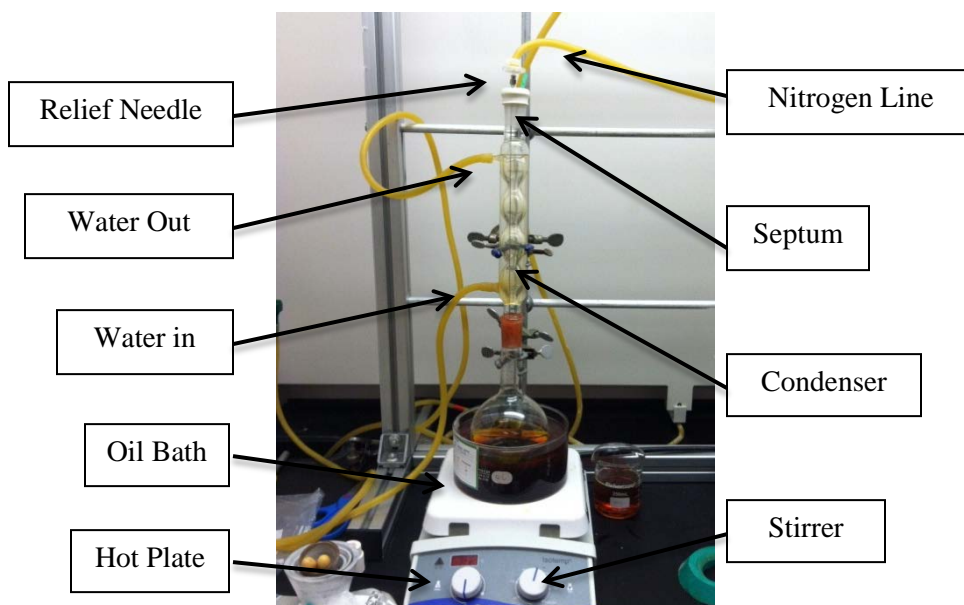 Relief Needle
Nitrogen Line
Water Out
Septum
Water in
Condenser
Oil Bath
Hot Plate
Stirrer